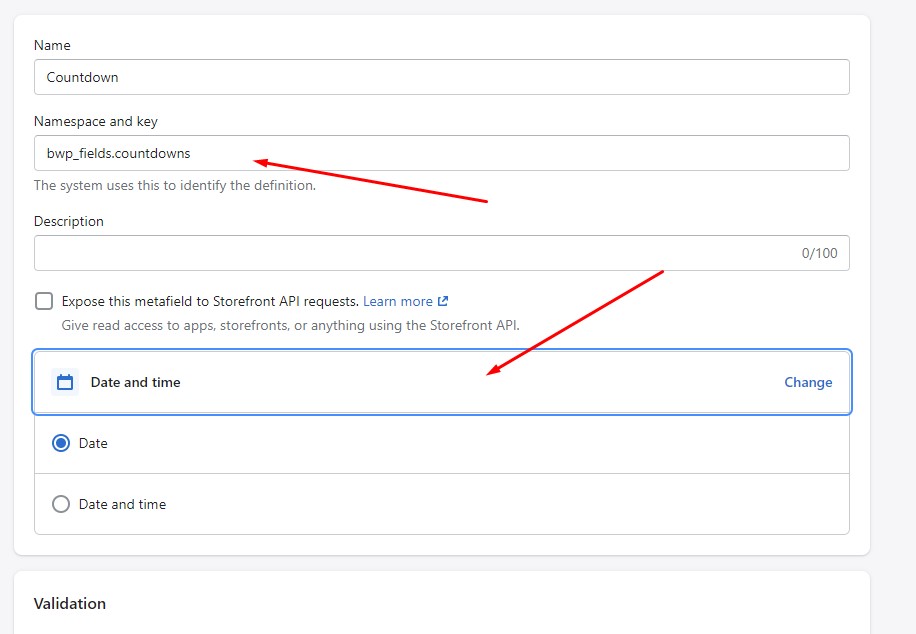 Name
Countdown
Namespace and key
bwp_fields.countdowns
The system uses this to identify the definition.
Description
0/100
Expose this metafield to Storefront API requests. Learn more
Give read access to apps, storefronts, or anything using the Storefront API.
Date and time Change
Date
Date and time
Validation